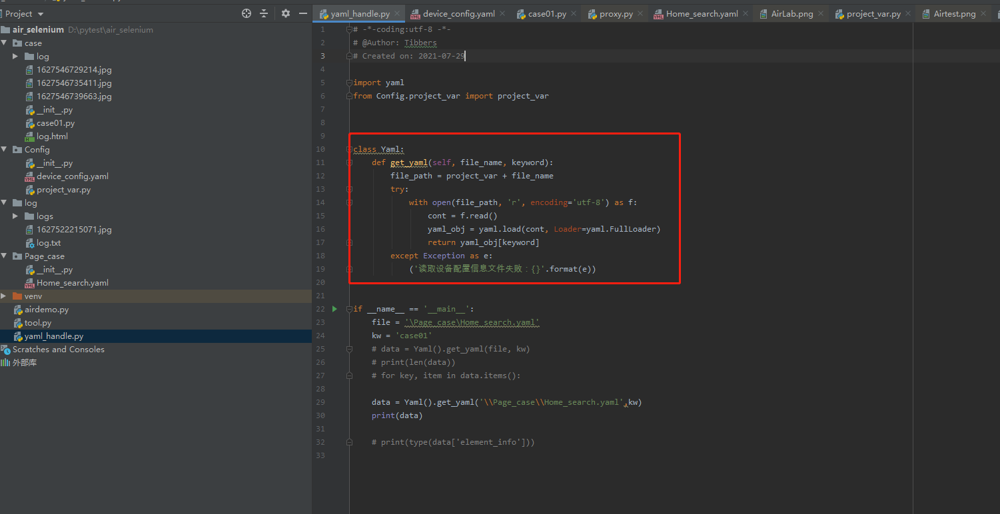 Project
air_selenium D:\pytest\air_selenium
case
log
1627546729214.jpg
1627546735411.jpg
1627546739663.jpg
__init__.py
case01.py
log.html
Config
__init__.py
device_config.yaml
project_var.py
log
logs
1627522215071.jpg
log.txt
Page_case
__init__.py
Home_search.yaml
venv
airdemo.py
tool.py
yaml_handle.py
Scratches and Consoles
外部库
yaml_handle.py device_config.yaml case01.py proxy.py Home_search.yaml AirLab.png project_var.py Airtest.png
1 # -*-coding:utf-8 -*-
2 # @Author: Tibbers
3 # Created on: 2021-07-29
4
5 import yaml
6 from Config.project_var import project_var
7
8
9
10 class Yaml:
11 def get_yaml(self, file_name, keyword):
12 file_path = project_var + file_name
13 try:
14 with open(file_path, 'r', encoding='utf-8') as f:
15 cont = f.read()
16 yaml_obj = yaml.load(cont, Loader=yaml.FullLoader)
17 return yaml_obj[keyword]
18 except Exception as e:
19 ('读取设备配置信息文件失败：{}'.format(e))
20
21
22 if __name__ == '__main__':
23 file = '\Page_case\Home_search.yaml'
24 kw = 'case01'
25 # data = Yaml().get_yaml(file, kw)
26 # print(len(data))
27 # for key, item in data.items():
28
29 data = Yaml().get_yaml('\\Page_case\\Home_search.yaml',kw)
30 print(data)
31
32 # print(type(data['element_info']))
33